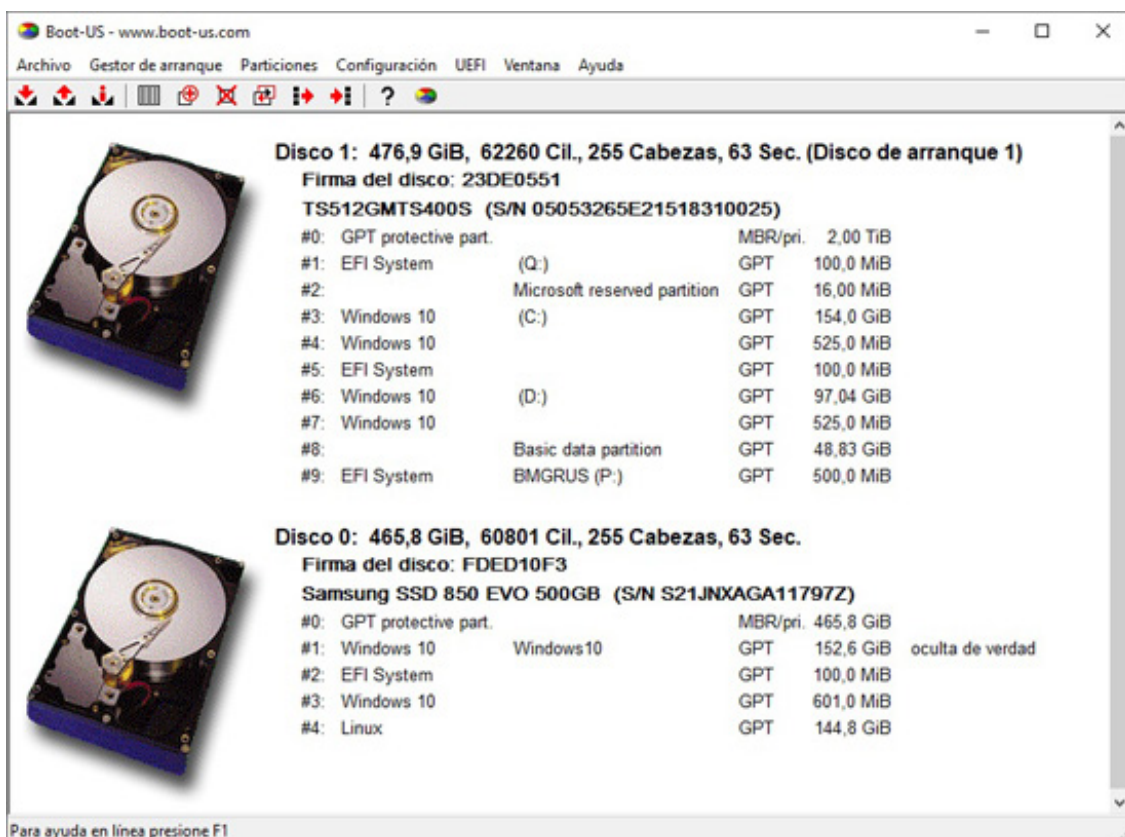 Boot-US - www.boot-us.com
Archivo Gestor de arranque Particiones Configuración UEFI Ventana Ayuda
Disco 1: 476,9 GiB, 62260 Cil., 255 Cabezas, 63 Sec. (Disco de arranque 1)
Firma del disco: 23DE0551
TS512GMTS400S (S/N 05053265E21518310025)
#0: GPT protective part. MBR/pri. 2,00 TiB
#1: EFI System (Q:) GPT 100,0 MiB
#2: Microsoft reserved partition GPT 16,00 MiB
#3: Windows 10 (C:) GPT 154,0 GiB
#4: Windows 10 GPT 525,0 MiB
#5: EFI System GPT 100,0 MiB
#6: Windows 10 (D:) GPT 97,04 GiB
#7: Windows 10 GPT 525,0 MiB
#8: Basic data partition GPT 48,83 GiB
#9: EFI System BMGRUS (P:) GPT 500,0 MiB
Disco 0: 465,8 GiB, 60801 Cil., 255 Cabezas, 63 Sec.
Firma del disco: FDED10F3
Samsung SSD 850 EVO 500GB (S/N S21JNXAGA11797Z)
#0: GPT protective part. MBR/pri. 465,8 GiB
#1: Windows 10 Windows10 GPT 152,6 GiB oculta de verdad
#2: EFI System GPT 100,0 MiB
#3: Windows 10 GPT 601,0 MiB
#4: Linux GPT 144,8 GiB
Para ayuda en línea presione F1